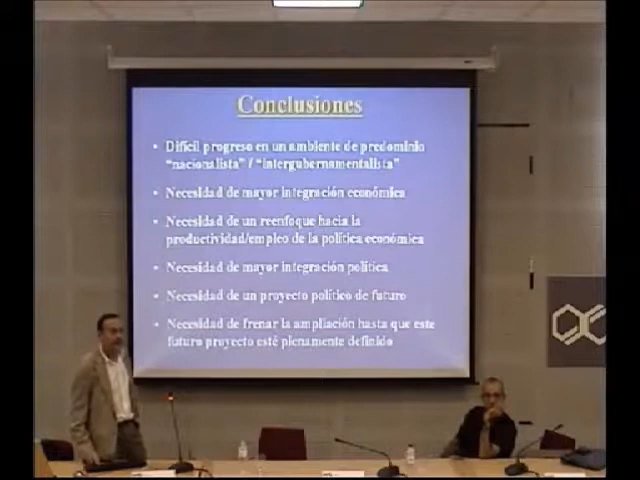 Conclusiones
• Difícil progreso en un ambiente de predominio
"nacionalista" / "intergubernamentalista"
• Necesidad de mayor integración económica
• Necesidad de un reenfoque hacia la
productividad/empleo de la política económica
• Necesidad de mayor integración política
• Necesidad de un proyecto político de futuro
• Necesidad de frenar la ampliación hasta que este
futuro proyecto esté plenamente definido